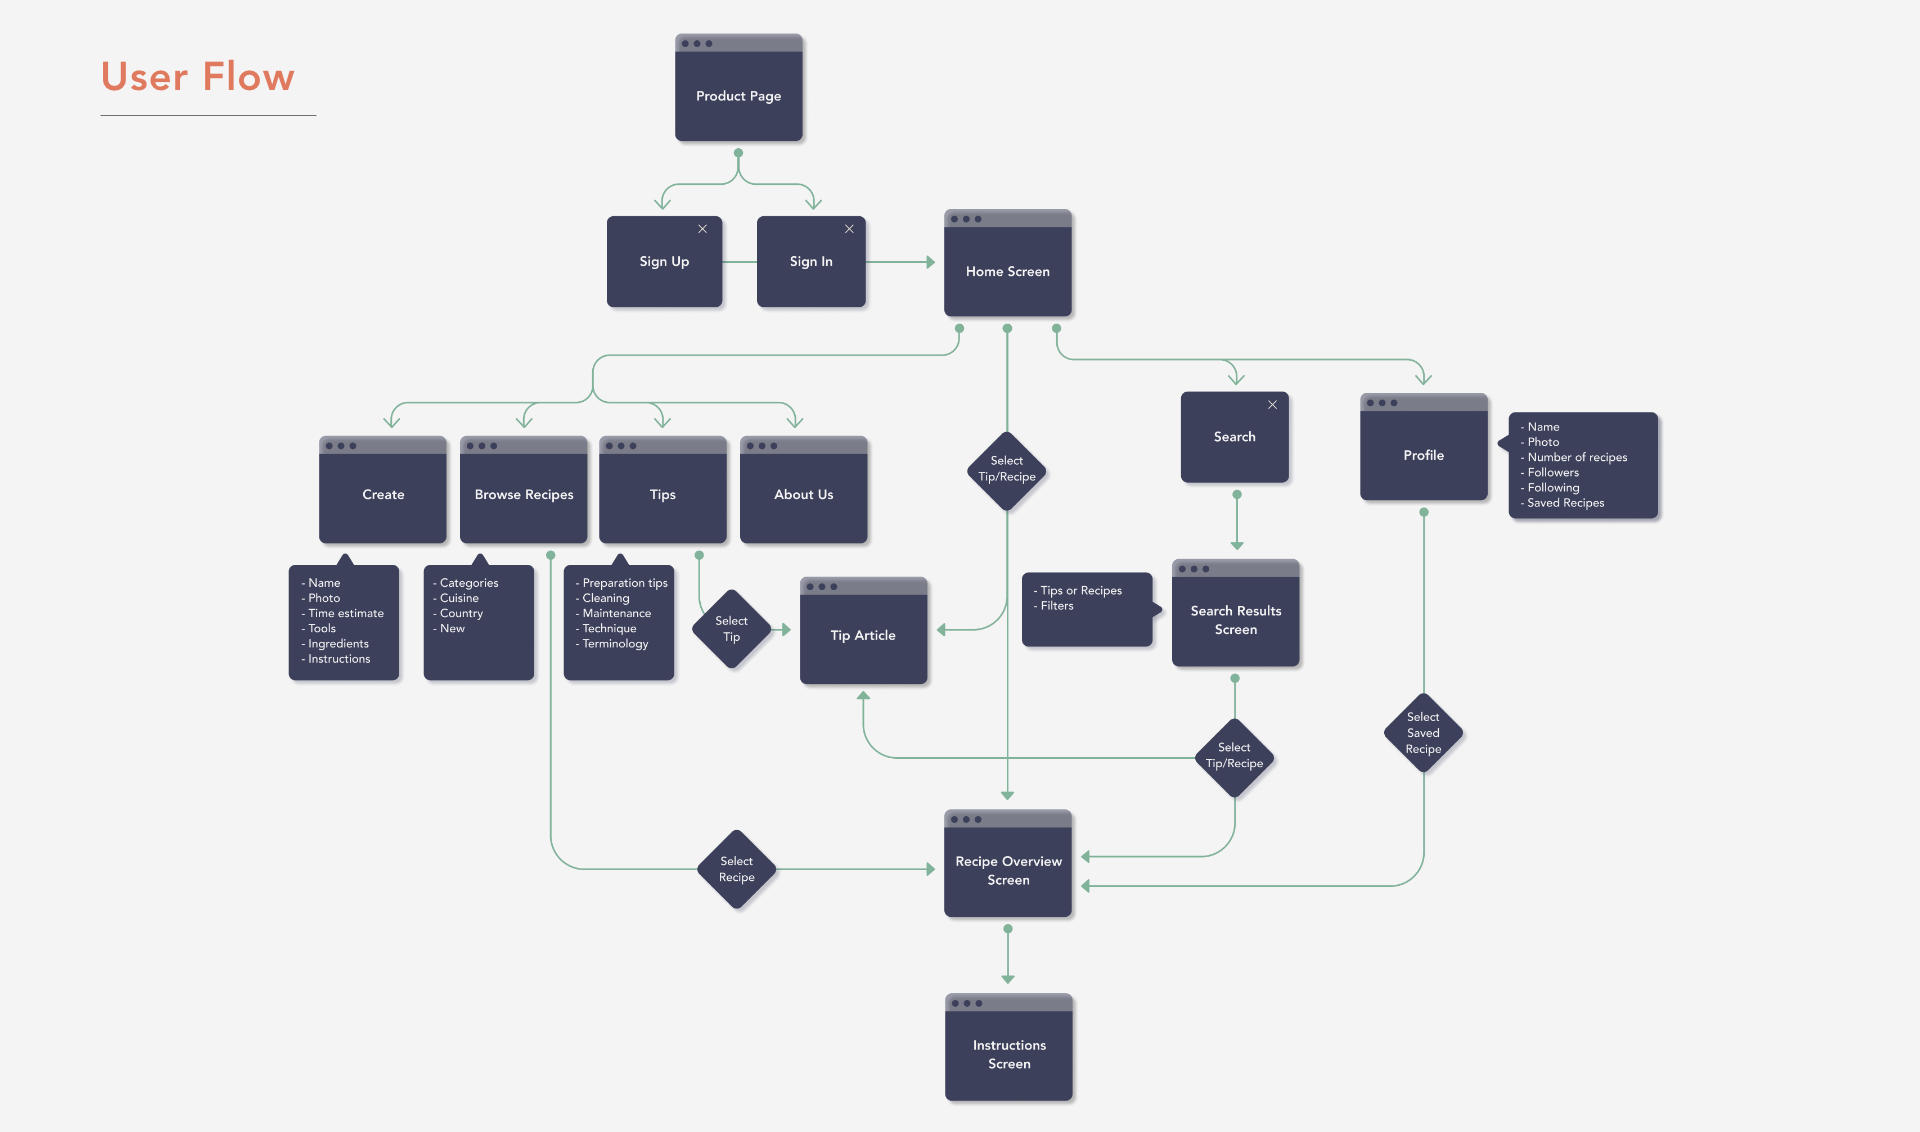 User Flow
Product Page
Sign Up
Sign In
Home Screen
Create
Browse Recipes
Tips
About Us
Select
Tip/Recipe
Search
Profile
- Name
- Photo
- Number of recipes
- Followers
- Following
- Saved Recipes
- Name
- Photo
- Time estimate
- Tools
- Ingredients
- Instructions
- Categories
- Cuisine
- Country
- New
- Preparation tips
- Cleaning
- Maintenance
- Technique
- Terminology
Select
Tip
Tip Article
- Tips or Recipes
- Filters
Search Results
Screen
Select
Tip/Recipe
Select
Saved
Recipe
Select
Recipe
Recipe Overview
Screen
Instructions
Screen